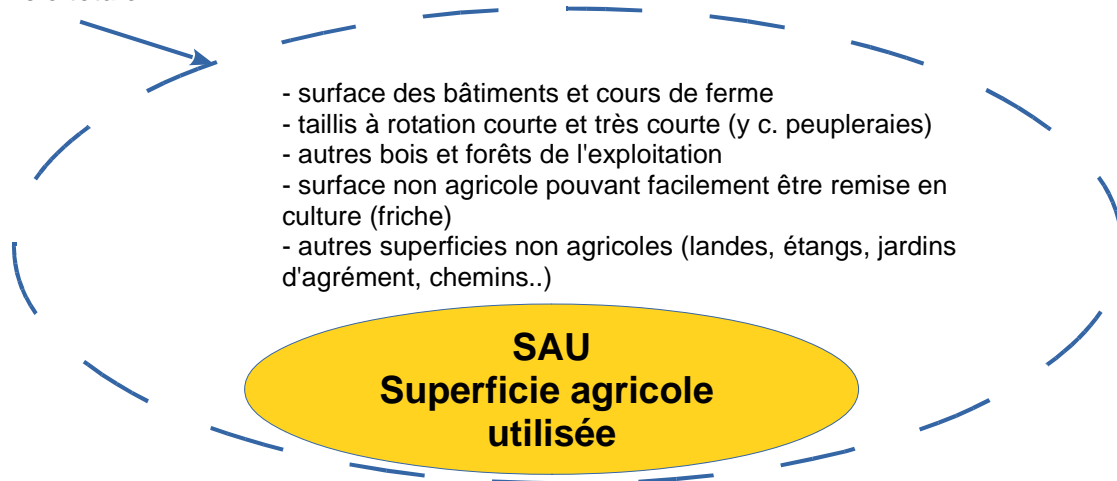 - surface des bâtiments et cours de ferme
- taillis à rotation courte et très courte (y c. peupleraies)
- autres bois et forêts de l'exploitation
- surface non agricole pouvant facilement être remise en
culture (friche)
- autres superficies non agricoles (landes, étangs, jardins
d'agrément, chemins..)
SAU
Superficie agricole
utilisée